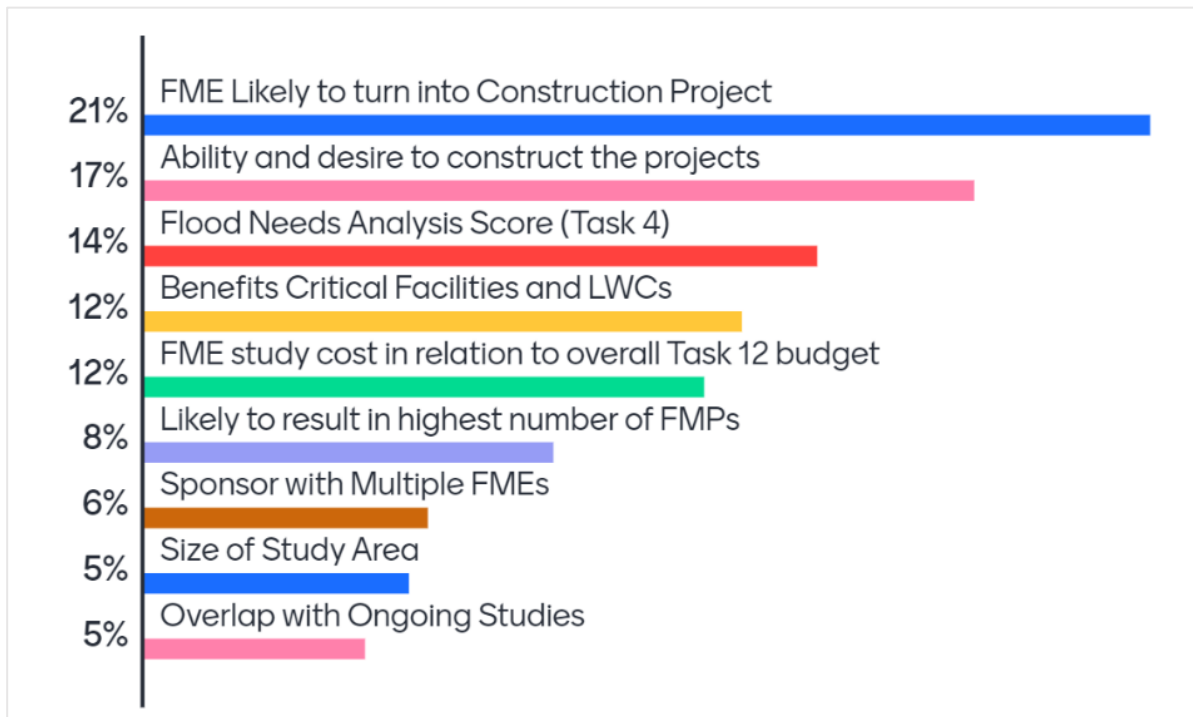 FME Likely to turn into Construction Project
21%
Ability and desire to construct the projects
17%
Flood Needs Analysis Score (Task 4)
14%
Benefits Critical Facilities and LWCs
12%
FME study cost in relation to overall Task 12 budget
12%
Likely to result in highest number of FMPs
8%
Sponsor with Multiple FMEs
6%
Size of Study Area
5%
Overlap with Ongoing Studies
5%